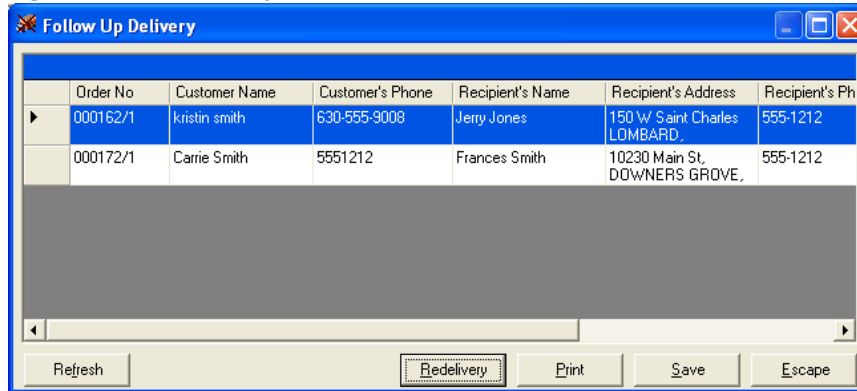 Follow Up Delivery
Order No Customer Name Customer's Phone Recipient's Name Recipient's Address Recipient's Ph
000162/1 kristin smith 630-555-9008 Jerry Jones 150 W Saint Charles 555-1212
LOMBARD,
000172/1 Carrie Smith 5551212 Frances Smith 10230 Main St, 555-1212
DOWNERS GROVE,
Refresh Redelivery Print Save Escape